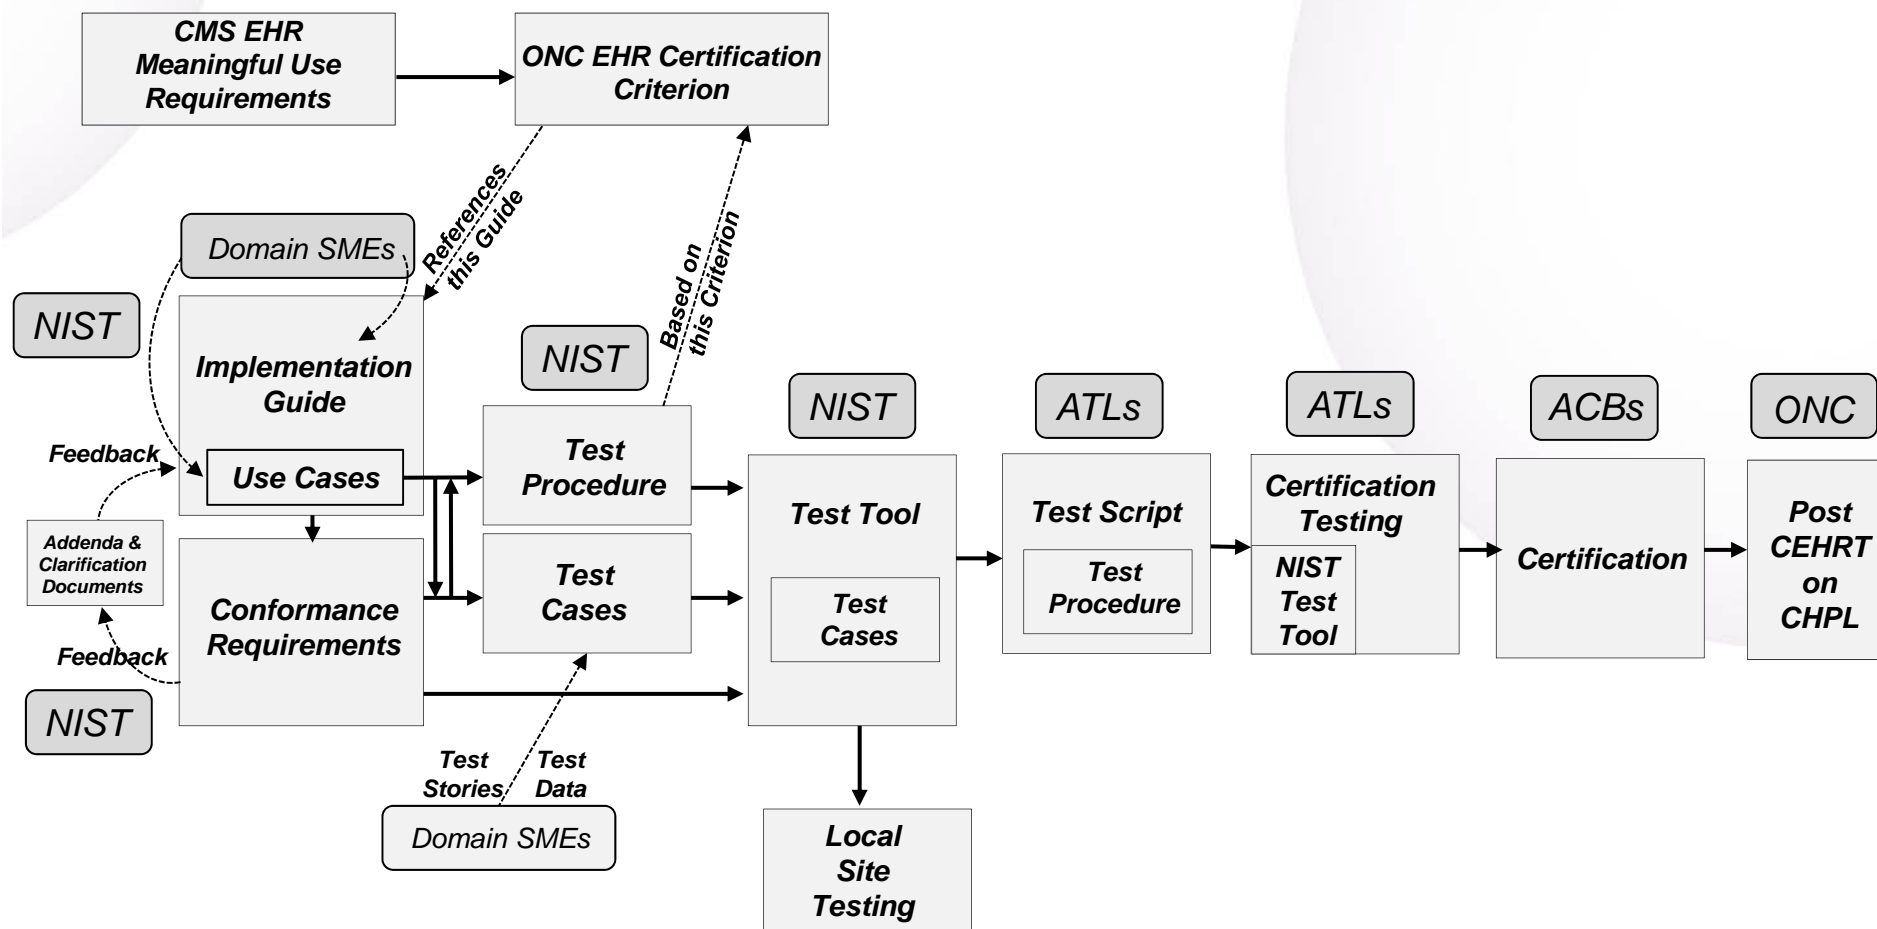 CMS EHR
Meaningful Use
Requirements
ONC EHR Certification
Criterion
References
this Guide
Based on
this Criterion
Domain SMEs
NIST
Implementation
Guide
Use Cases
Feedback
Addenda &
Clarification
Documents
Feedback
NIST
Conformance
Requirements
NIST
Test
Procedure
Test
Cases
Test
Stories
Test
Data
Domain SMEs
NIST
Test Tool
Test
Cases
Local
Site
Testing
ATLs
Test Script
Test
Procedure
ATLs
Certification
Testing
NIST
Test
Tool
ACBs
Certification
ONC
Post
CEHRT
on
CHPL